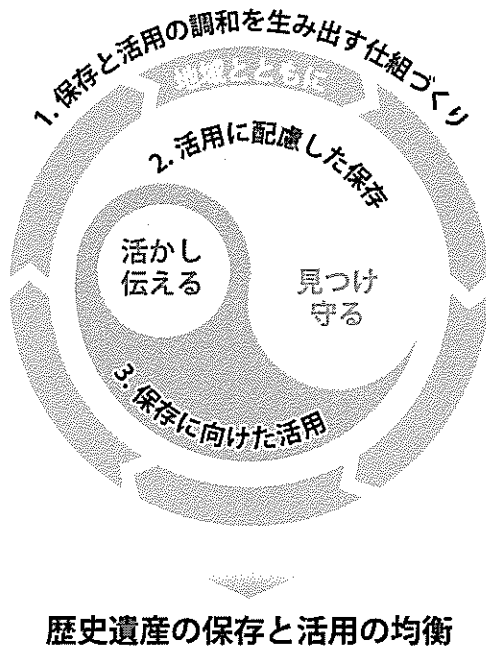 1. 保存と活用の調和を生み出す仕組づくり
地域とともに
2. 活用に配慮した保存
活かし
伝える
見つけ
守る
3. 保存に向けた活用
歴史遺産の保存と活用の均衡